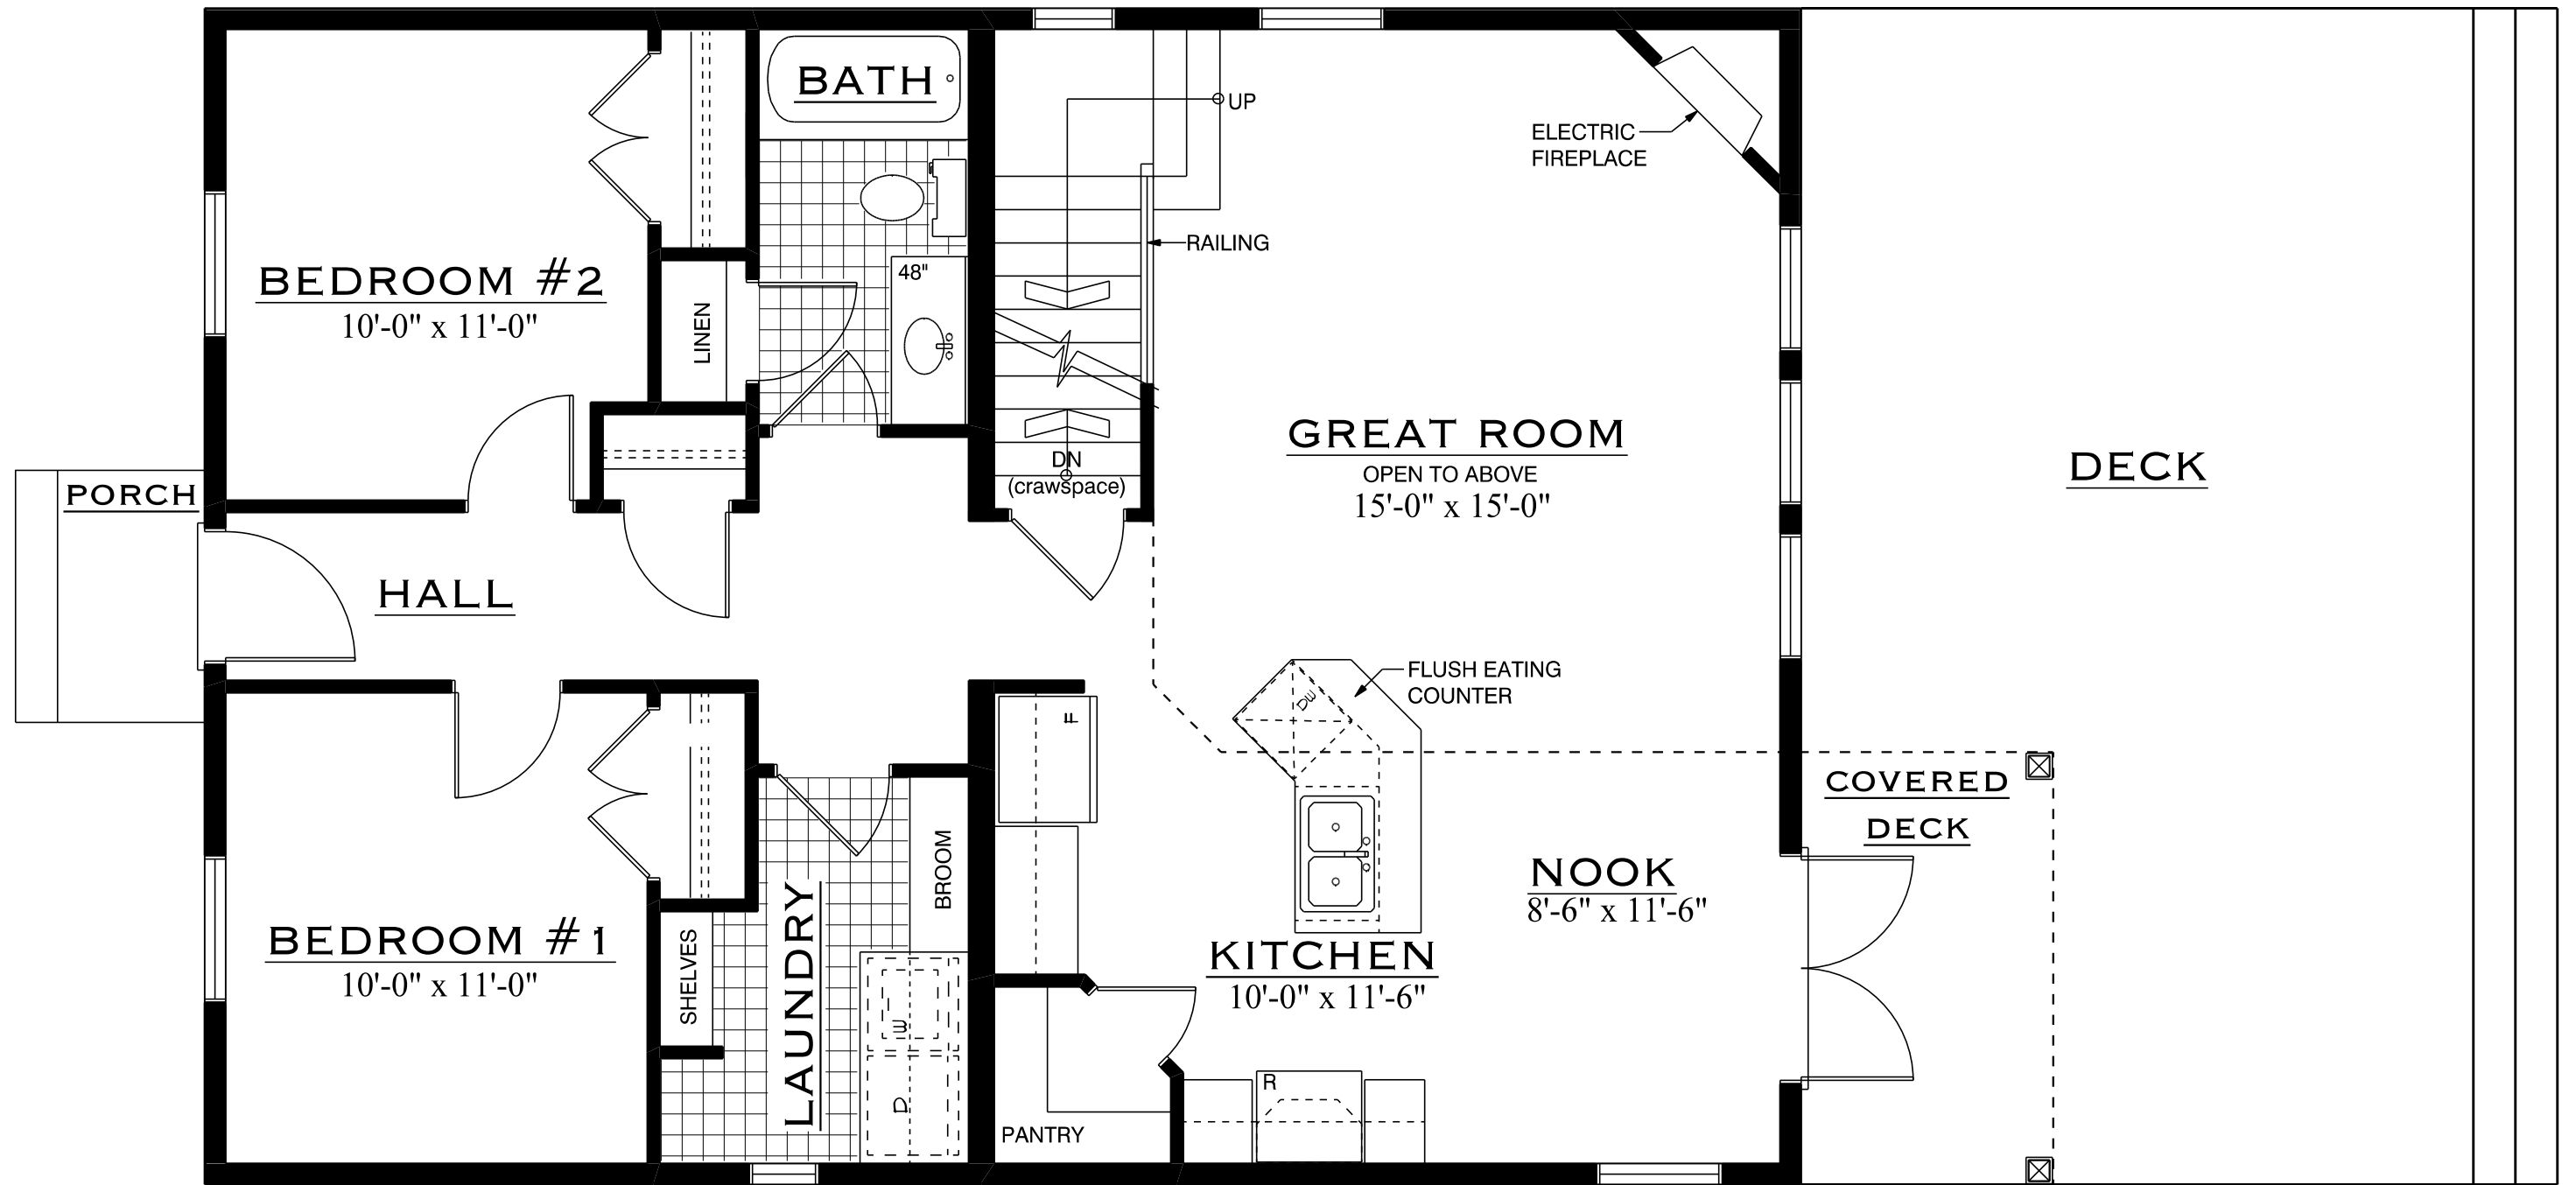 BATH
UP
ELECTRIC
FIREPLACE
RAILING
48"
BEDROOM #2
10'-0" x 11'-0"
LINEN
GREAT ROOM
OPEN TO ABOVE
15'-0" x 15'-0"
DN
(crawspace)
DECK
PORCH
HALL
FLUSH EATING
COUNTER
DW
F
COVERED
DECK
NOOK
8'-6" x 11'-6"
BROOM
BEDROOM #1
10'-0" x 11'-0"
SHELVES
LAUNDRY
KITCHEN
10'-0" x 11'-6"
W
D
R
PANTRY